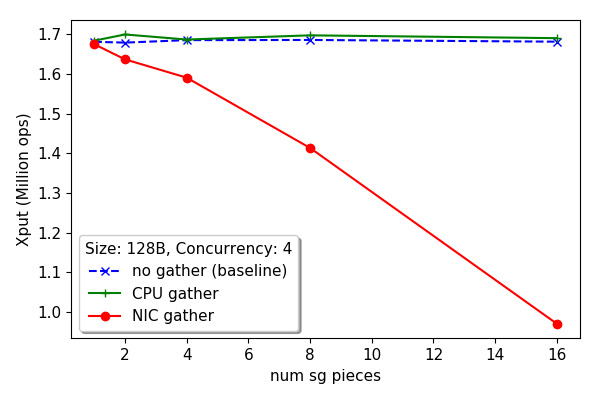 1.7
1.6
1.5
1.4
1.3
1.2
1.1
1.0
Xput (Million ops)
Size: 128B, Concurrency: 4
no gather (baseline)
CPU gather
NIC gather
2 4 6 8 10 12 14 16
num sg pieces